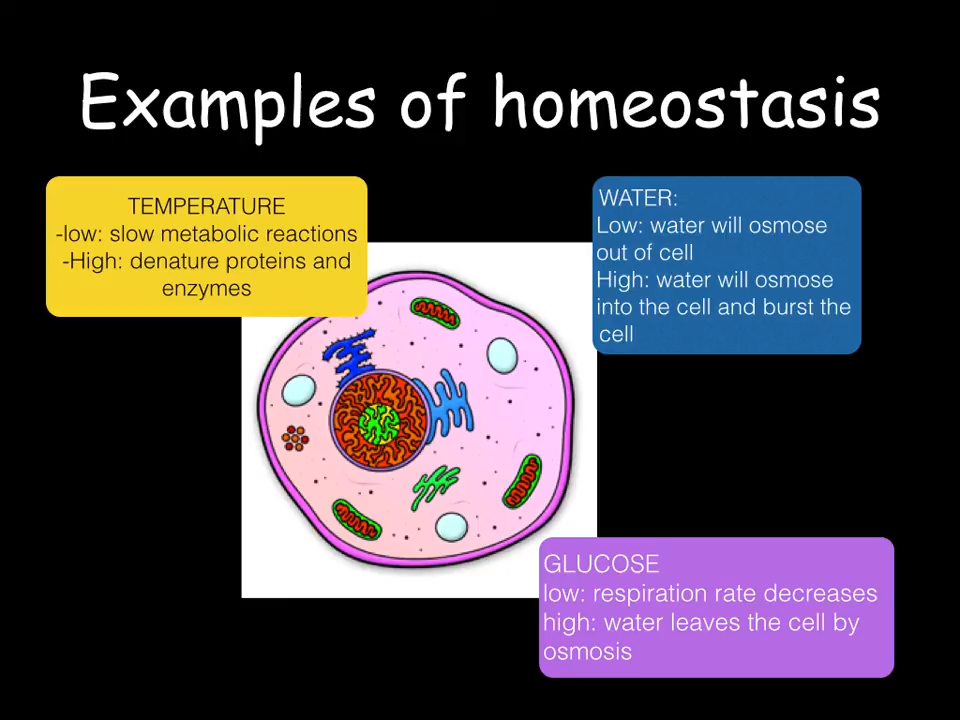 Examples of homeostasis
TEMPERATURE
-low: slow metabolic reactions
-High: denature proteins and
enzymes
WATER:
Low: water will osmose
out of cell
High: water will osmose
into the cell and burst the
cell
GLUCOSE
low: respiration rate decreases
high: water leaves the cell by
osmosis